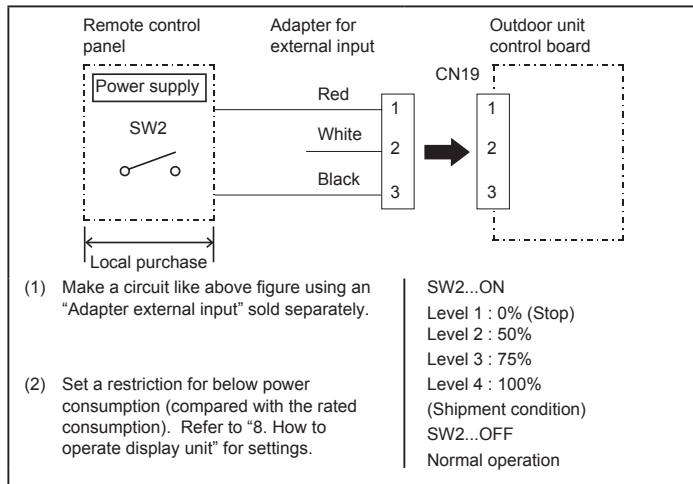 Remote control
panel
Adapter for
external input
Outdoor unit
control board
CN19
Power supply
SW2
Red
White
Black
1
2
3
1
2
3
Local purchase
(1) Make a circuit like above figure using an
“Adapter external input” sold separately.
(2) Set a restriction for below power
consumption (compared with the rated
consumption). Refer to “8. How to
operate display unit” for settings.
SW2...ON
Level 1 : 0% (Stop)
Level 2 : 50%
Level 3 : 75%
Level 4 : 100%
(Shipment condition)
SW2...OFF
Normal operation